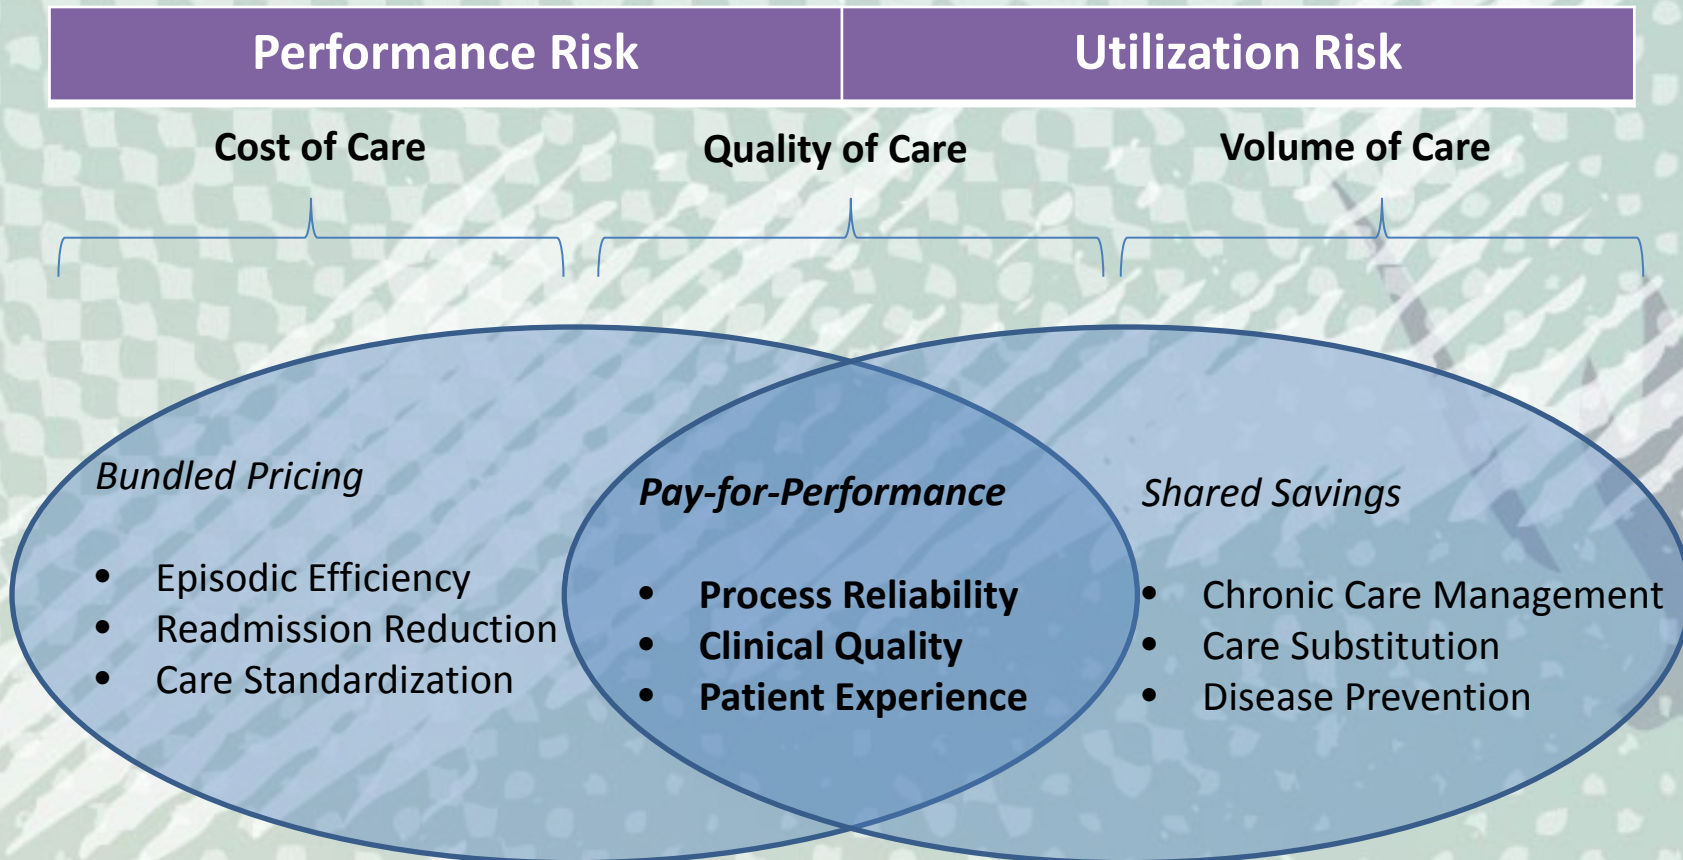 Performance Risk
Utilization Risk
Cost of Care
Quality of Care
Volume of Care
Bundled Pricing
• Episodic Efficiency
• Readmission Reduction
• Care Standardization
Pay-for-Performance
• Process Reliability
• Clinical Quality
• Patient Experience
Shared Savings
• Chronic Care Management
• Care Substitution
• Disease Prevention